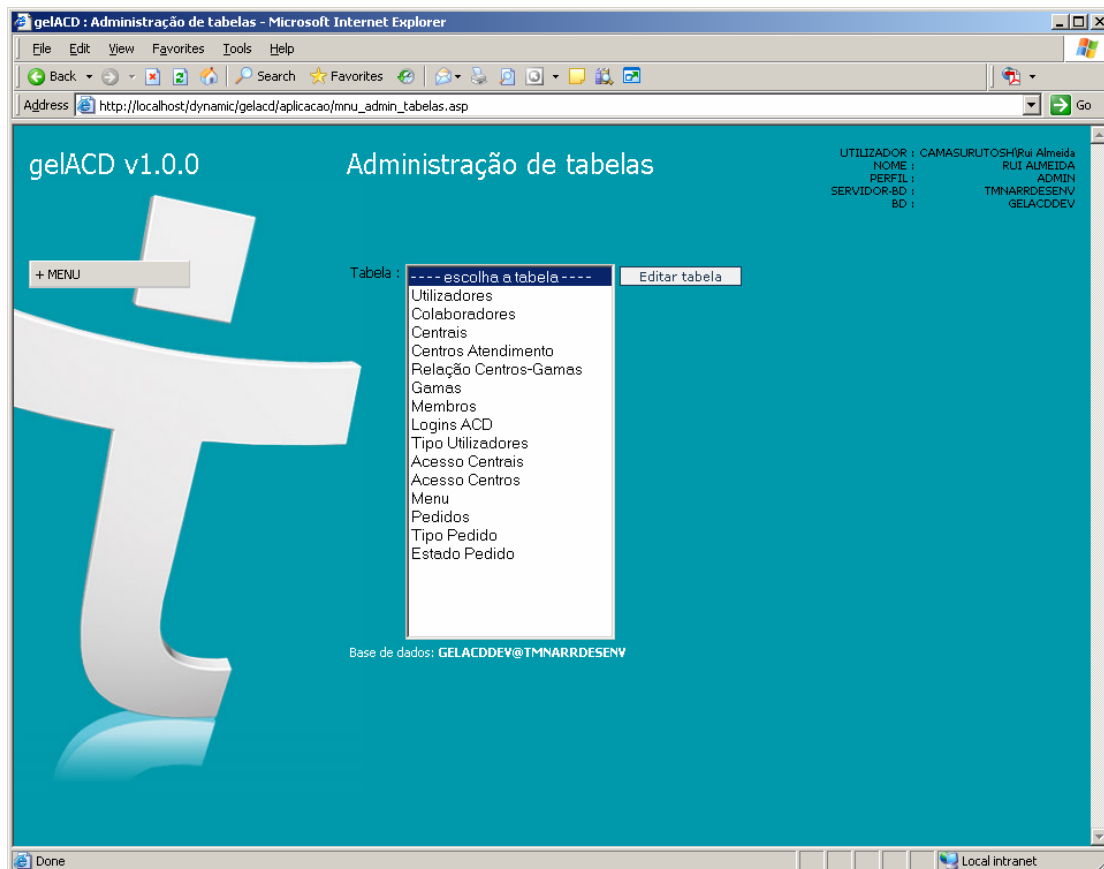 gelACD : Administração de tabelas - Microsoft Internet Explorer
File Edit View Favorites Tools Help
Back Search Favorites
Address http://localhost/dynamic/gelacd/aplicacao/mnu_admin_tabelas.asp Go
gelACD v1.0.0
Administração de tabelas
UTILIZADOR : CAMASURUTOSH\Rui Almeida
NOME : RUI ALMEIDA
PERFIL : ADMIN
SERVIDOR-BD : TMNARRDESENV
BD : GELACDDEV
+ MENU
Tabela : ----escolha a tabela---- Editar tabela
Utilizadores
Colaboradores
Centrais
Centros Atendimento
Relação Centros-Gamas
Gamas
Membros
Logins ACD
Tipo Utilizadores
Acesso Centrais
Acesso Centros
Menu
Pedidos
Tipo Pedido
Estado Pedido
Base de dados: GELACDDEV@TMNARRDESENV
Done Local intranet